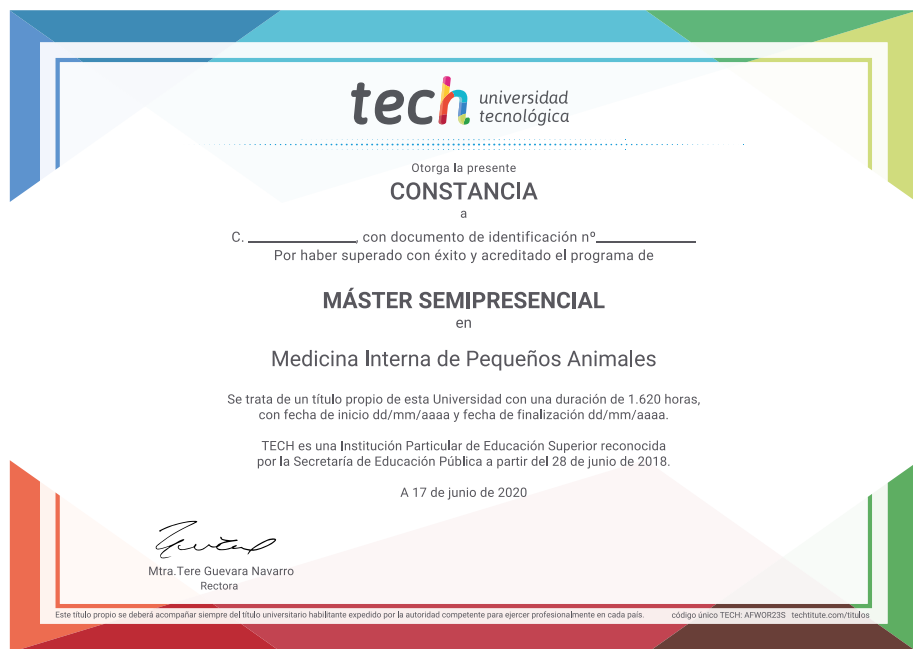 tech universidad
tecnológica
Otorga la presente
CONSTANCIA
a
C. ____________, con documento de identificación nº____________
Por haber superado con éxito y acreditado el programa de
MÁSTER SEMIPRESENCIAL
en
Medicina Interna de Pequeños Animales
Se trata de un título propio de esta Universidad con una duración de 1.620 horas,
con fecha de inicio dd/mm/aaaa y fecha de finalización dd/mm/aaaa.
TECH es una Institución Particular de Educación Superior reconocida
por la Secretaría de Educación Pública a partir del 28 de junio de 2018.
A 17 de junio de 2020
Mtra.Tere Guevara Navarro
Rectora
Este título propio se deberá acompañar siempre del título universitario habilitante expedido por la autoridad competente para ejercer profesionalmente en cada país. código único TECH: AFWOR23S techtitute.com/titulos